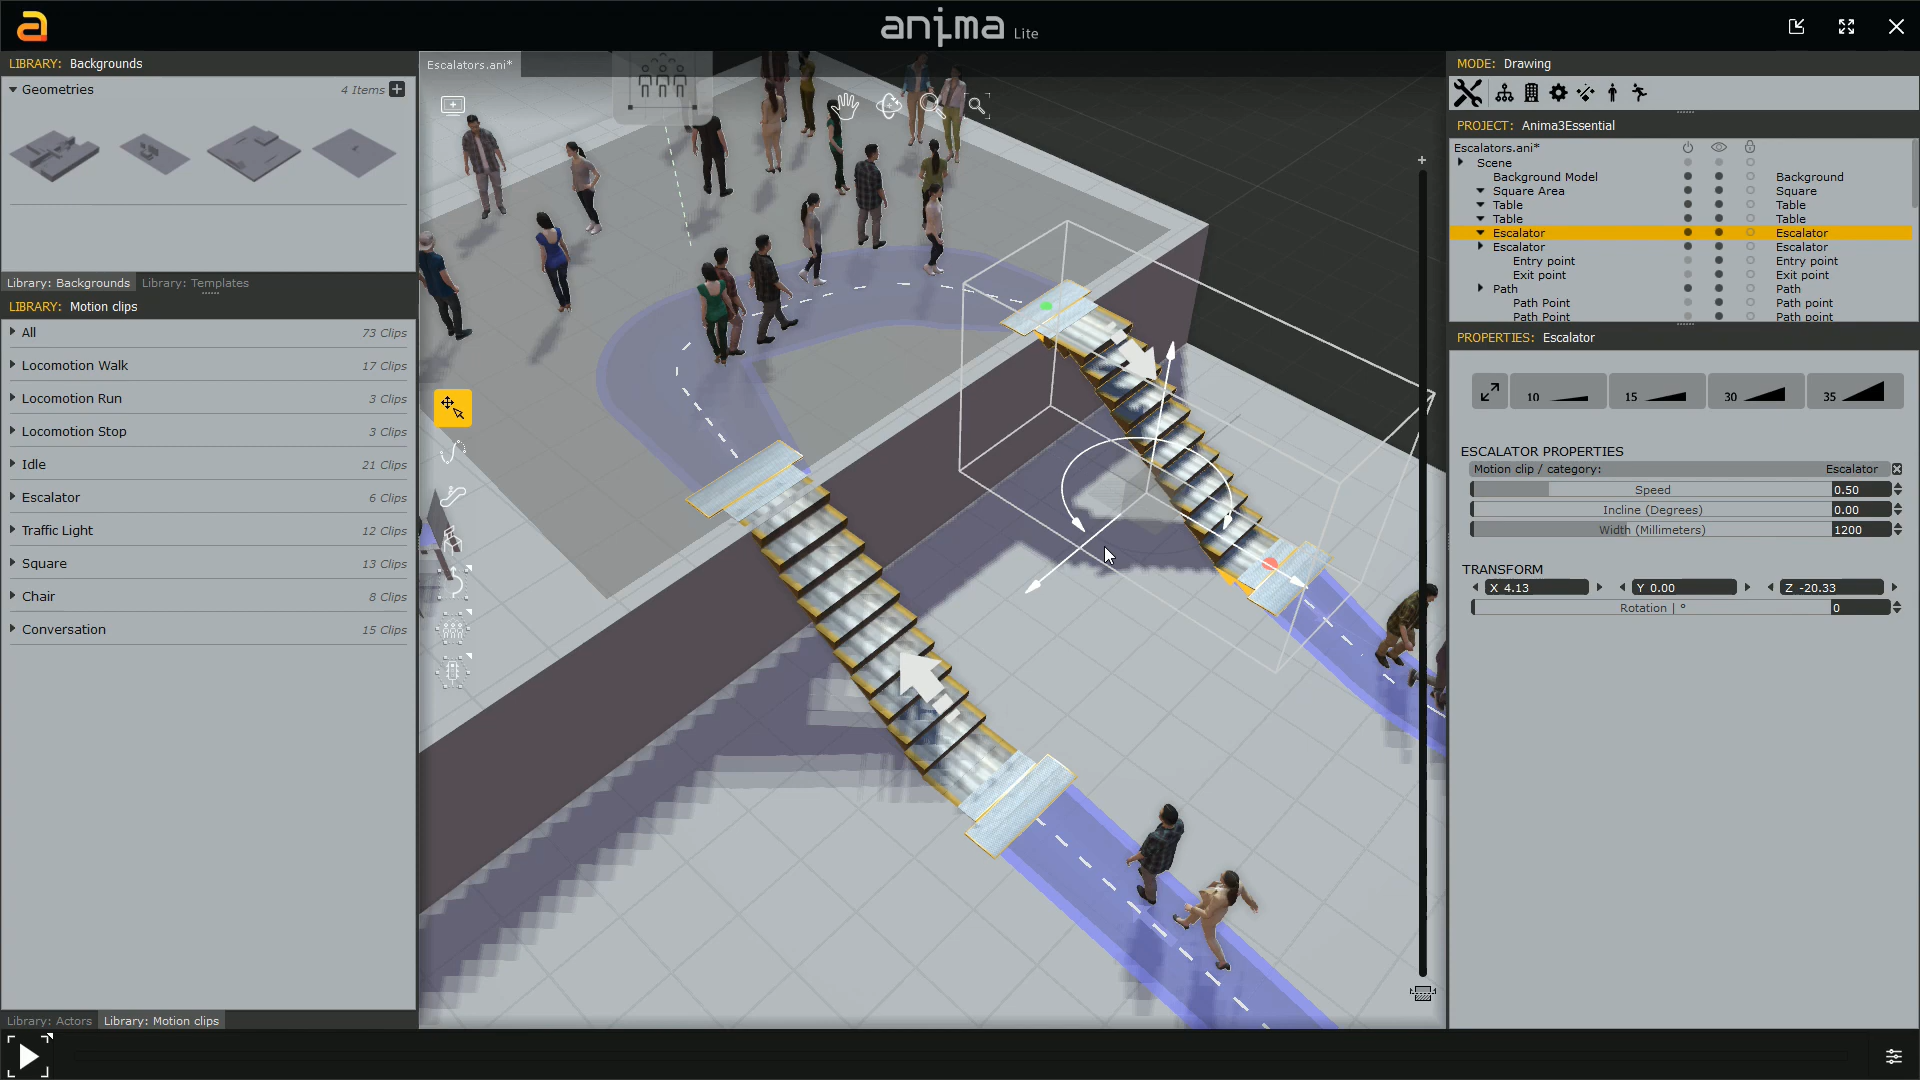 anima Lite
LIBRARY: Backgrounds
Geometries 4 Items
Library: Backgrounds Library: Templates
LIBRARY: Motion clips
All 73 Clips
Locomotion Walk 17 Clips
Locomotion Run 3 Clips
Locomotion Stop 3 Clips
Idle 21 Clips
Escalator 6 Clips
Traffic Light 12 Clips
Square 13 Clips
Chair 8 Clips
Conversation 15 Clips
Library: Actors Library: Motion clips
Escalators.ani*
MODE: Drawing
PROJECT: Anima3Essential
Escalators.ani*
Scene
Background Model Background
Square Area Square
Table Table
Table Table
Escalator Escalator
Escalator Escalator
Entry point Entry point
Exit point Exit point
Path Path
Path Point Path point
Path Point Path point
PROPERTIES: Escalator
10 15 30 35
ESCALATOR PROPERTIES
Motion clip / category: Escalator
Speed 0.50
Incline (Degrees) 0.00
Width (Millimeters) 1200
TRANSFORM
X 4.13 Y 0.00 Z -20.33
Rotation | ° 0